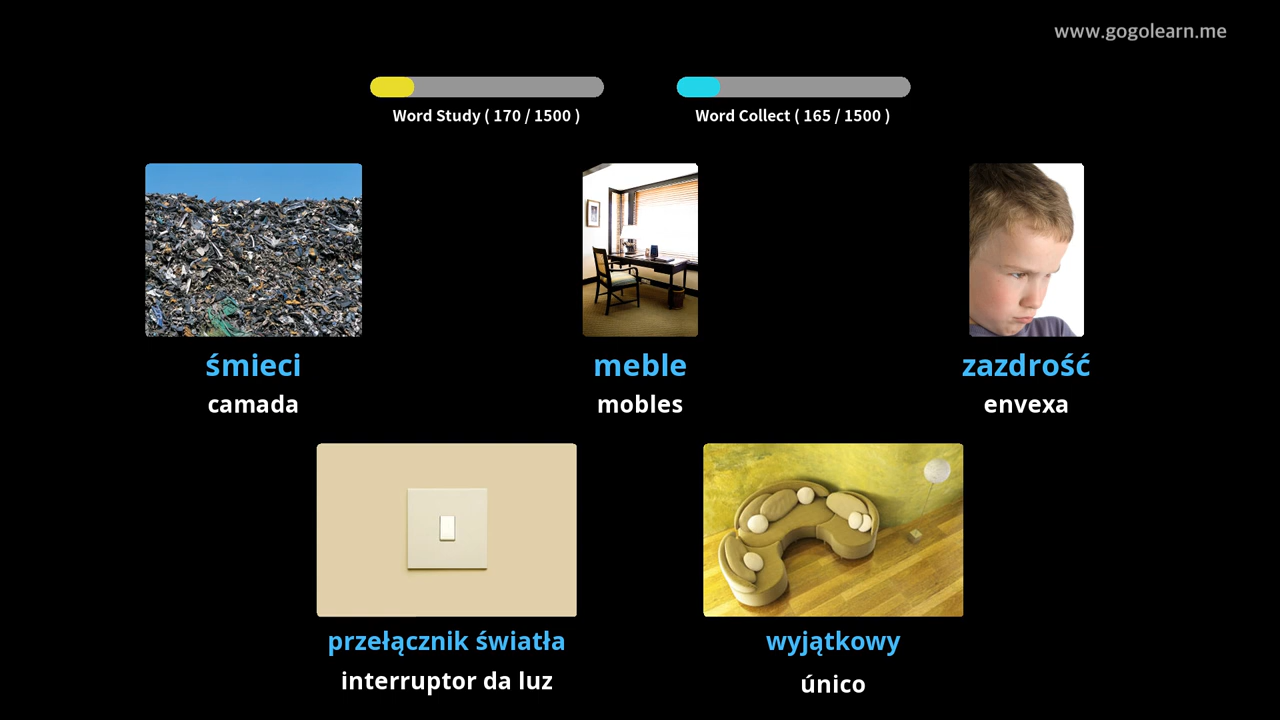 www.gogolearn.me
Word Study ( 170 / 1500 )
Word Collect ( 165 / 1500 )
śmieci
camada
meble
mobles
zazdrość
envexa
przełącznik światła
interruptor da luz
wyjątkowy
único